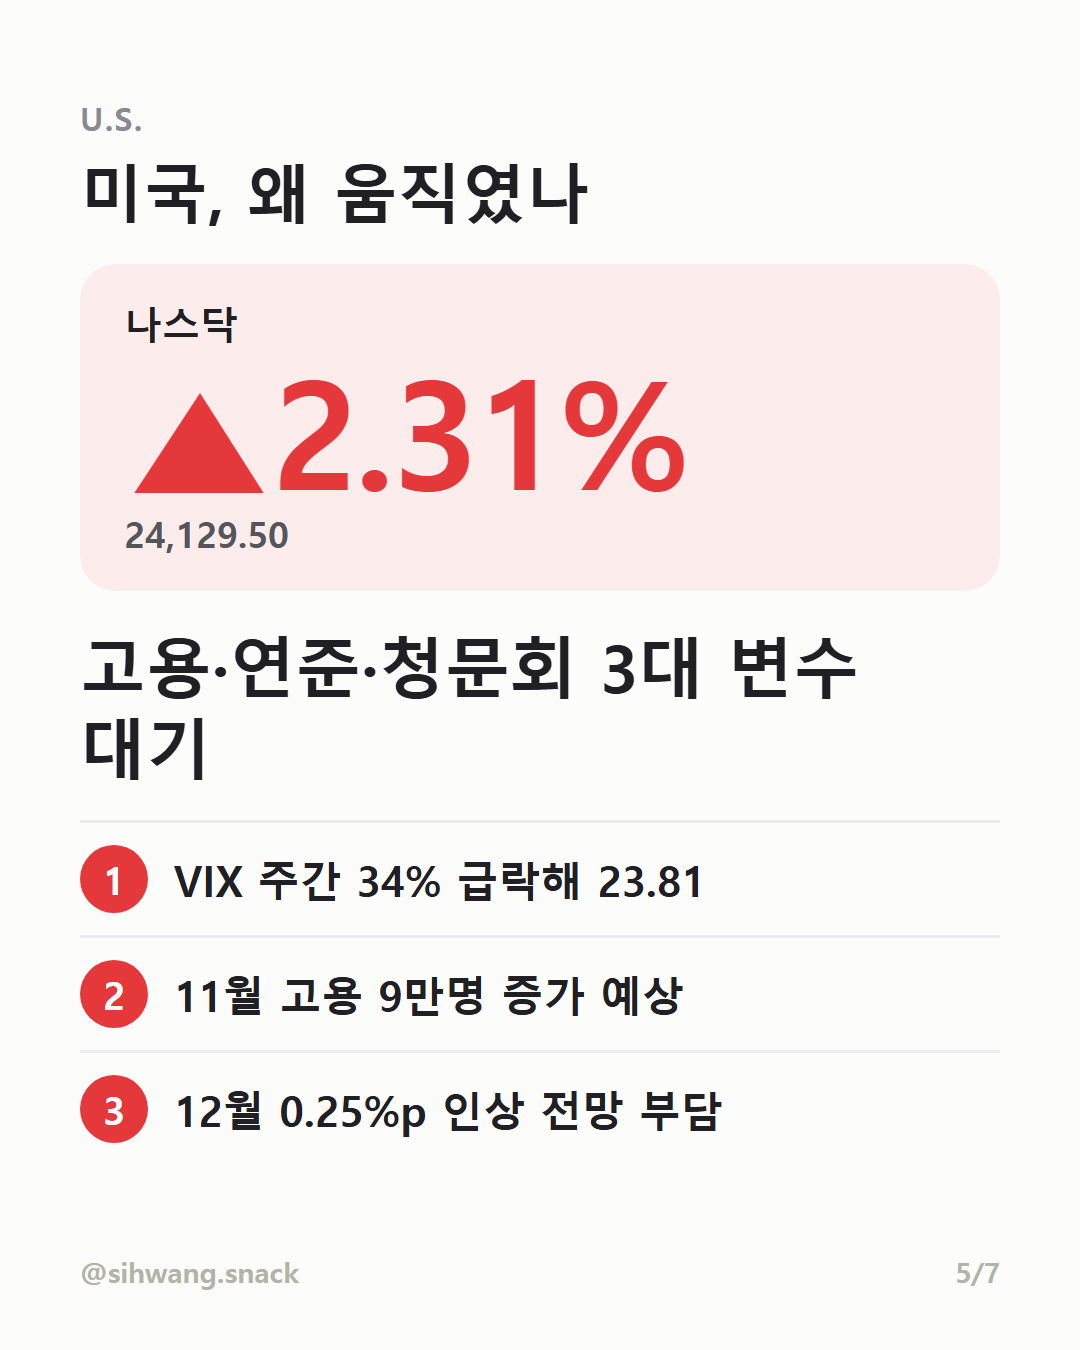 U.S.
미국, 왜 움직였나
나스닥
▲2.31%
24,129.50
고용·연준·청문회 3대 변수
대기
1 VIX 주간 34% 급락해 23.81
2 11월 고용 9만명 증가 예상
3 12월 0.25%p 인상 전망 부담
@sihwang.snack
5/7